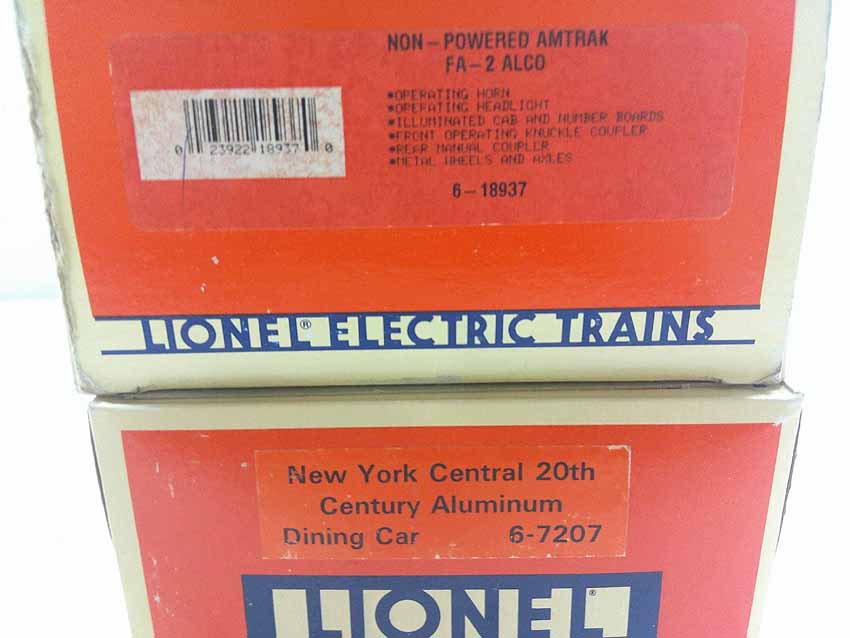 NON-POWERED AMTRAK
FA-2 ALCO
*OPERATING HORN
*OPERATING HEADLIGHT
*ILLUMINATED CAB AND NUMBER BOARDS
*FRONT OPERATING KNUCKLE COUPLER
*REAR MANUAL COUPLER
*METAL WHEELS AND AXLES
0 23922 18937 0
6-18937
LIONEL® ELECTRIC TRAINS
New York Central 20th
Century Aluminum
Dining Car 6-7207
LIONEL®